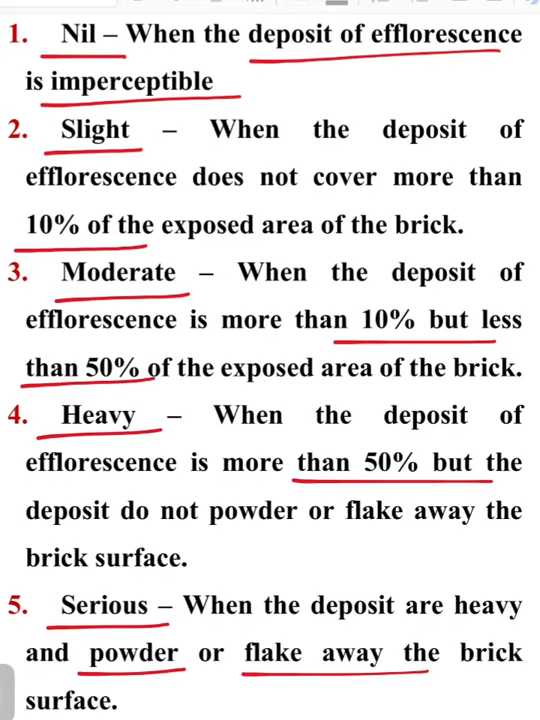 1. Nil – When the deposit of efflorescence
is imperceptible
2. Slight – When the deposit of
efflorescence does not cover more than
10% of the exposed area of the brick.
3. Moderate – When the deposit of
efflorescence is more than 10% but less
than 50% of the exposed area of the brick.
4. Heavy – When the deposit of
efflorescence is more than 50% but the
deposit do not powder or flake away the
brick surface.
5. Serious – When the deposit are heavy
and powder or flake away the brick
surface.